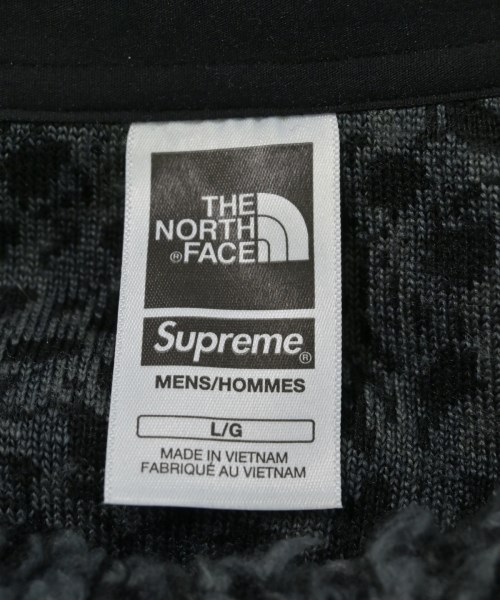 THE
NORTH
®FACE
Supreme®
MENS/HOMMES
L/G
MADE IN VIETNAM
FABRIQUÉ AU VIETNAM